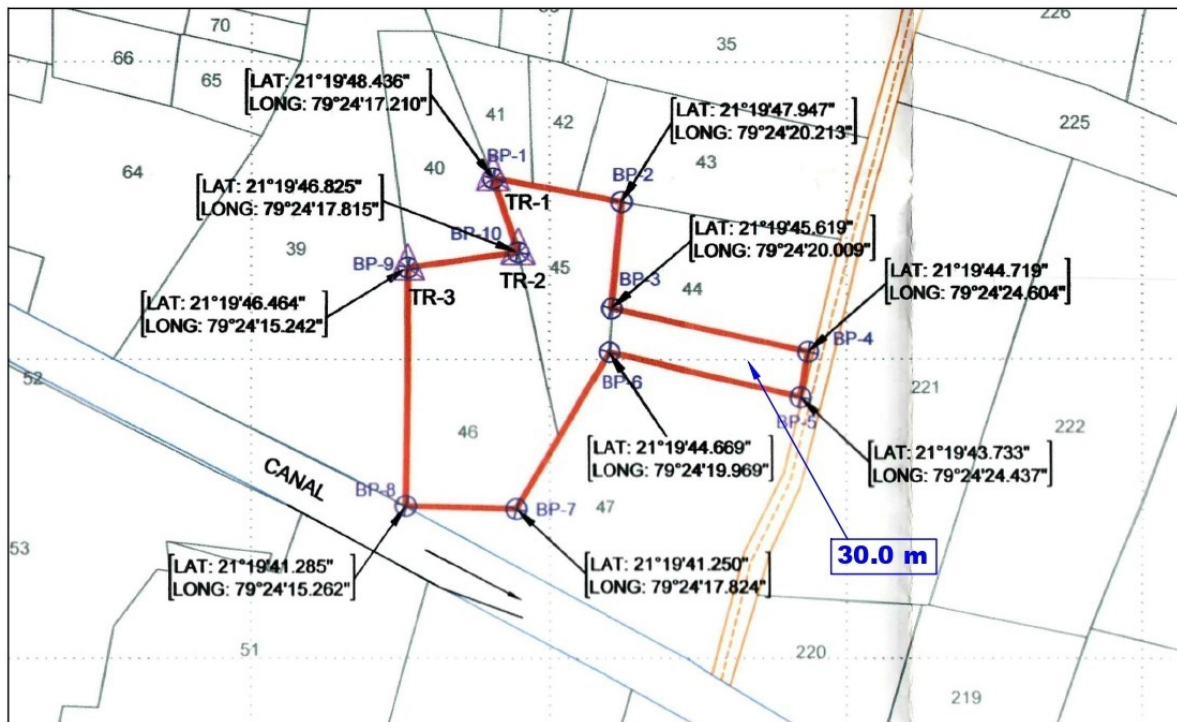 70
35
226
66
65
LAT: 21°19'48.436"
LONG: 79°24'17.210"
41
42
LAT: 21°19'47.947"
LONG: 79°24'20.213"
225
64
40
BP-1
43
LAT: 21°19'46.825"
LONG: 79°24'17.815"
TR-1
BP-2
39
BP-10
45
LAT: 21°19'45.619"
LONG: 79°24'20.009"
BP-9
TR-2
TR-3
BP-3
44
LAT: 21°19'44.719"
LONG: 79°24'24.604"
LAT: 21°19'46.464"
LONG: 79°24'15.242"
BP-4
52
BP-6
221
BP-5
222
46
LAT: 21°19'44.669"
LONG: 79°24'19.969"
LAT: 21°19'43.733"
LONG: 79°24'24.437"
CANAL
BP-8
BP-7
47
53
30.0 m
LAT: 21°19'41.285"
LONG: 79°24'15.262"
LAT: 21°19'41.250"
LONG: 79°24'17.824"
51
220
219